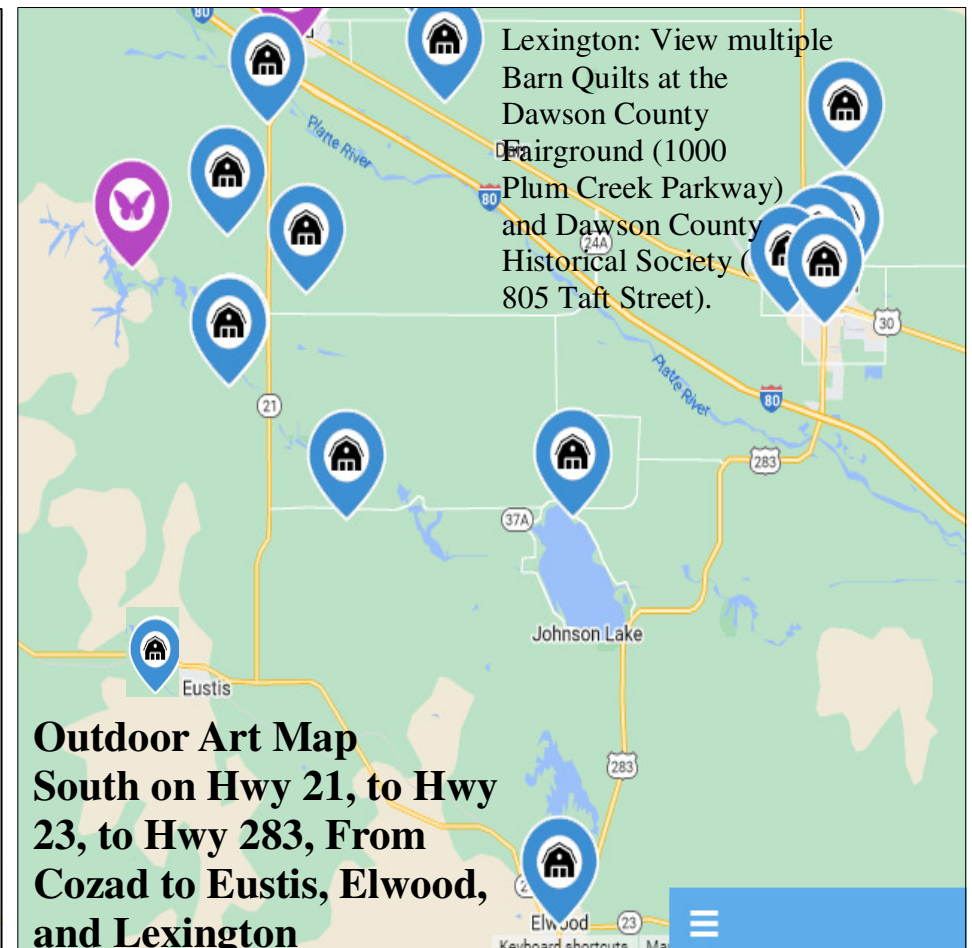 80
Lexington: View multiple
Barn Quilts at the
Dawson County
Fairground (1000
Plum Creek Parkway)
and Dawson County
Historical Society (
805 Taft Street).
Platte River
80
24A
30
Platte River
80
21
283
37A
Johnson Lake
Eustis
283
Outdoor Art Map
South on Hwy 21, to Hwy
23, to Hwy 283, From
Cozad to Eustis, Elwood,
and Lexington
Elwood
23
Keyboard shortcuts